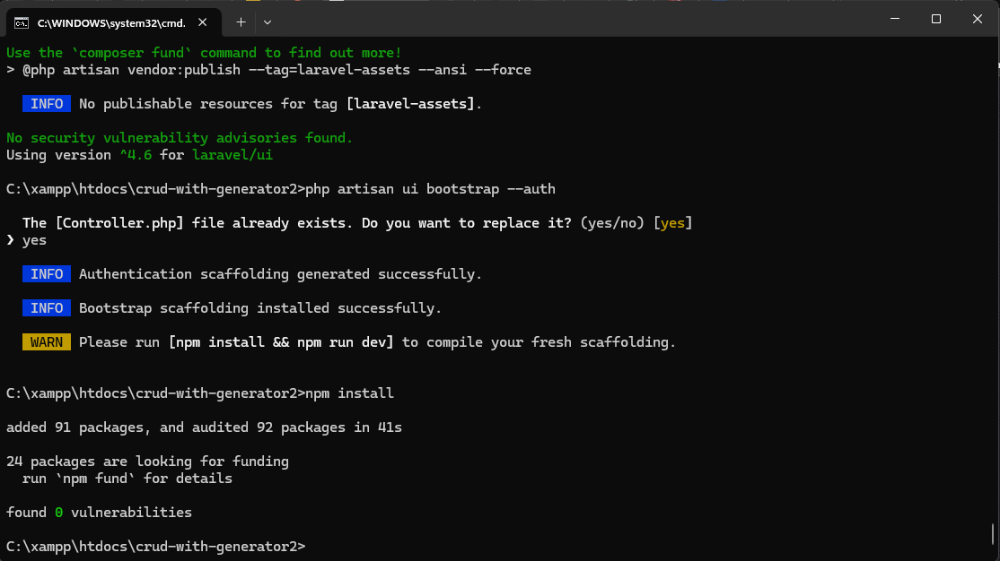 C:\WINDOWS\system32\cmd.
Use the `composer fund` command to find out more!
> @php artisan vendor:publish --tag=laravel-assets --ansi --force
INFO No publishable resources for tag [laravel-assets].
No security vulnerability advisories found.
Using version ^4.6 for laravel/ui
C:\xampp\htdocs\crud-with-generator2>php artisan ui bootstrap --auth
The [Controller.php] file already exists. Do you want to replace it? (yes/no) [yes]
❯ yes
INFO Authentication scaffolding generated successfully.
INFO Bootstrap scaffolding installed successfully.
WARN Please run [npm install && npm run dev] to compile your fresh scaffolding.
C:\xampp\htdocs\crud-with-generator2>npm install
added 91 packages, and audited 92 packages in 41s
24 packages are looking for funding
run `npm fund` for details
found 0 vulnerabilities
C:\xampp\htdocs\crud-with-generator2>